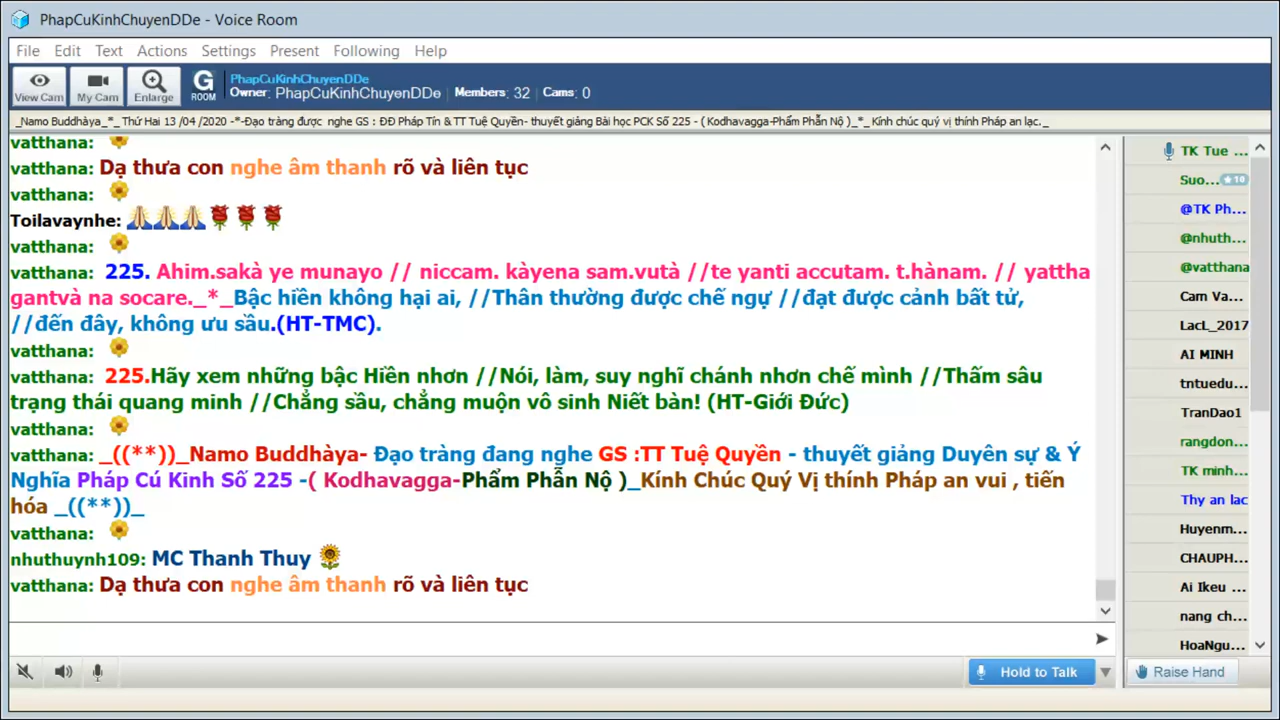 PhapCuKinhChuyenDDe - Voice Room
File Edit Text Actions Settings Present Following Help
View Cam My Cam Enlarge G ROOM
PhapCuKinhChuyenDDe
Owner: PhapCuKinhChuyenDDe Members: 32 Cams: 0
_Namo Buddhàya_*_ Thứ Hai 13 /04 /2020 -*-Đạo tràng được nghe GS : ĐĐ Pháp Tín & TT Tuệ Quyền- thuyết giảng Bài học PCK Số 225 - ( Kodhavagga-Phẩm Phẫn Nộ )_*_ Kính chúc quý vị thính Pháp an lạc._
vatthana:
vatthana: Dạ thưa con nghe âm thanh rõ và liên tục
vatthana:
Toilavaynhe:
vatthana:
vatthana: 225. Ahim.sakà ye munayo // niccam. kàyena sam.vutà //te yanti accutam. t.hànam. // yattha
gantvà na socare._*_Bậc hiền không hại ai, //Thân thường được chế ngự //đạt được cảnh bất tử,
//đến đây, không ưu sầu.(HT-TMC).
vatthana:
vatthana: 225.Hãy xem những bậc Hiền nhơn //Nói, làm, suy nghĩ chánh nhơn chế mình //Thấm sâu
trạng thái quang minh //Chẳng sầu, chẳng muộn vô sinh Niết bàn! (HT-Giới Đức)
vatthana:
vatthana: _((**))_Namo Buddhàya- Đạo tràng đang nghe GS :TT Tuệ Quyền - thuyết giảng Duyên sự & Ý
Nghĩa Pháp Cú Kinh Số 225 -( Kodhavagga-Phẩm Phẫn Nộ )_Kính Chúc Quý Vị thính Pháp an vui , tiến
hóa _((**))_
vatthana:
nhuthuynh109: MC Thanh Thuy
vatthana: Dạ thưa con nghe âm thanh rõ và liên tục
TK Tue ...
Suo... 10
@TK Ph...
@nhuth...
@vatthana
Cam Va...
LacL_2017
AI MINH
tntuedu...
TranDao1
rangdon...
TK minh...
Thy an lac
Huyenm...
CHAUPH...
Ai Ikeu ...
nang ch...
HoaNgu...
Hold to Talk
Raise Hand